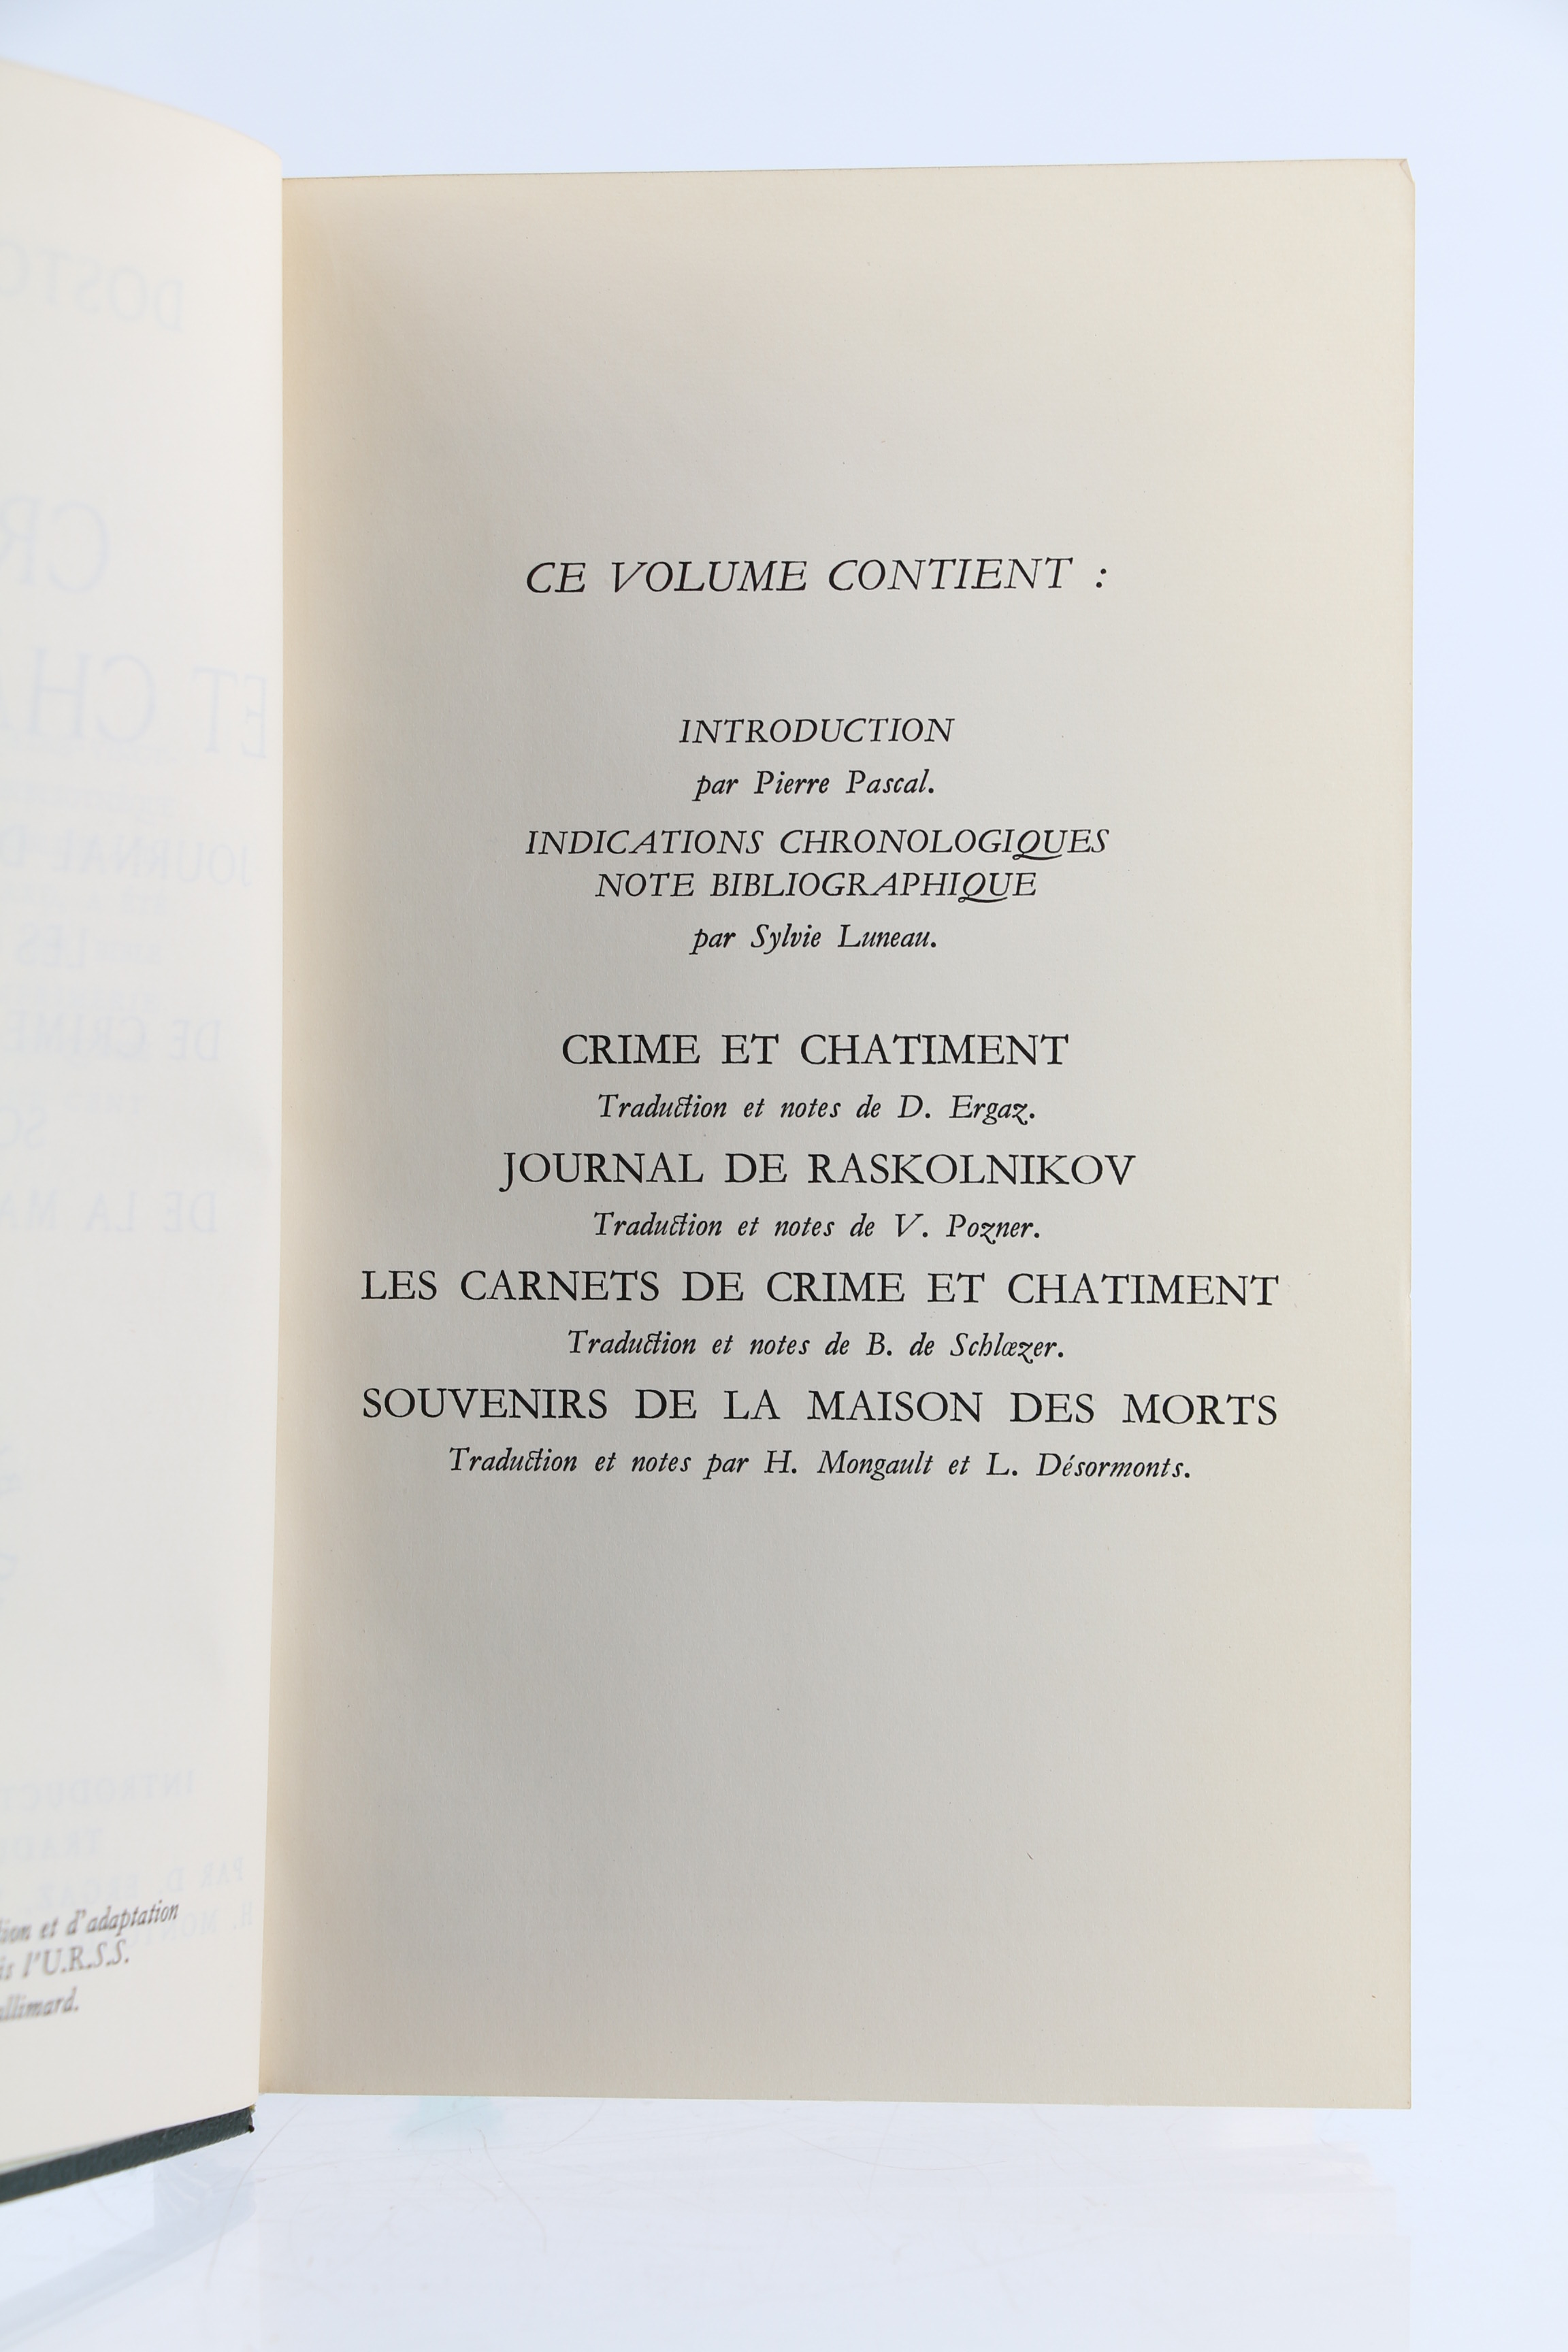 et d'adaptation
l'U.R.S.S.
CE VOLUME CONTIENT :
INTRODUCTION
par Pierre Pascal.
INDICATIONS CHRONOLOGIQUES
NOTE BIBLIOGRAPHIQUE
par Sylvie Luneau.
CRIME ET CHATIMENT
Traduction et notes de D. Ergaz.
JOURNAL DE RASKOLNIKOV
Traduction et notes de V. Pozner.
LES CARNETS DE CRIME ET CHATIMENT
Traduction et notes de B. de Schlœzer.
SOUVENIRS DE LA MAISON DES MORTS
Traduction et notes par H. Mongault et L. Désormonts.